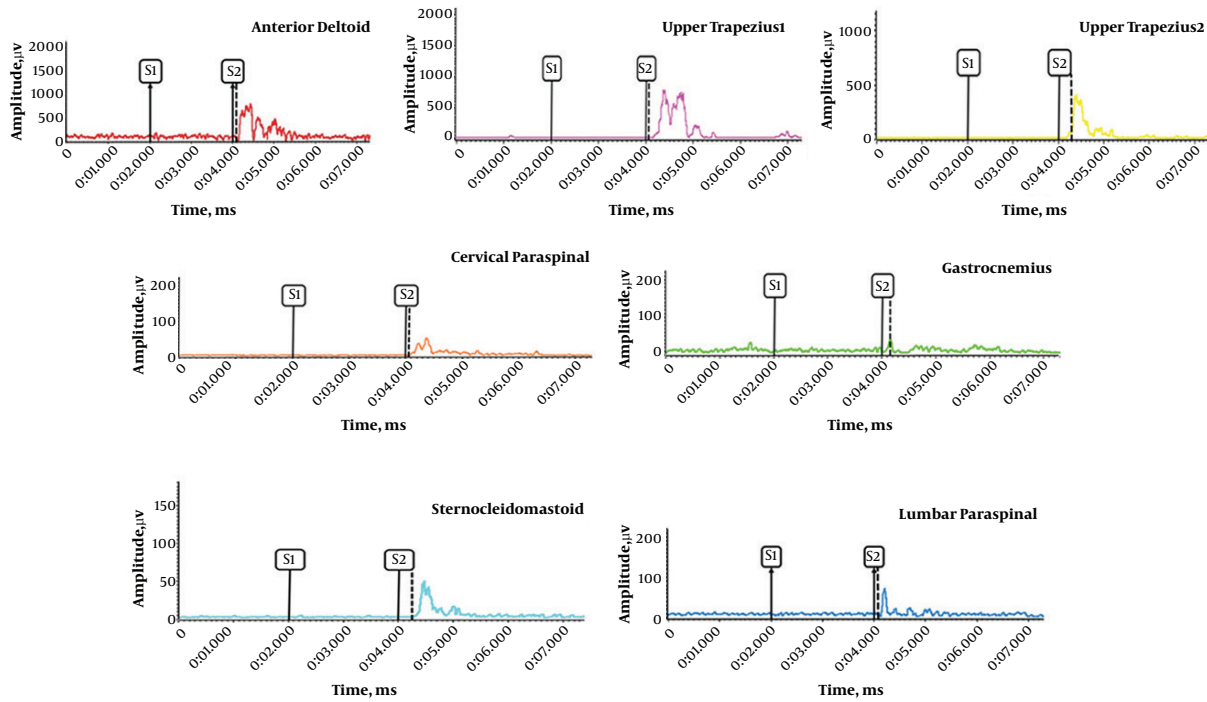 Anterior Deltoid
Amplitude,µv
2000
1500
1000
500
0
S1
S2
0
0:01.000
0:02.000
0:03.000
0:04.000
0:05.000
0:06.000
0:07.000
Time, ms
Upper Trapezius1
Amplitude,µv
2000
1500
1000
500
0
S1
S2
0
0:01.000
0:02.000
0:03.000
0:04.000
0:05.000
0:06.000
0:07.000
Time, ms
Upper Trapezius2
Amplitude,µv
1000
500
0
S1
S2
0
0:01.000
0:02.000
0:03.000
0:04.000
0:05.000
0:06.000
0:07.000
Time, ms
Cervical Paraspinal
Amplitude,µv
200
100
0
S1
S2
0
0:01.000
0:02.000
0:03.000
0:04.000
0:05.000
0:06.000
0:07.000
Time, ms
Gastrocnemius
Amplitude,µv
200
100
0
S1
S2
0
0:01.000
0:02.000
0:03.000
0:04.000
0:05.000
0:06.000
0:07.000
Time, ms
Sternocleidomastoid
Amplitude,µv
150
100
50
0
S1
S2
0
0:01.000
0:02.000
0:03.000
0:04.000
0:05.000
0:06.000
0:07.000
Time, ms
Lumbar Paraspinal
Amplitude,µv
200
100
0
S1
S2
0
0:01.000
0:02.000
0:03.000
0:04.000
0:05.000
0:06.000
0:07.000
Time, ms